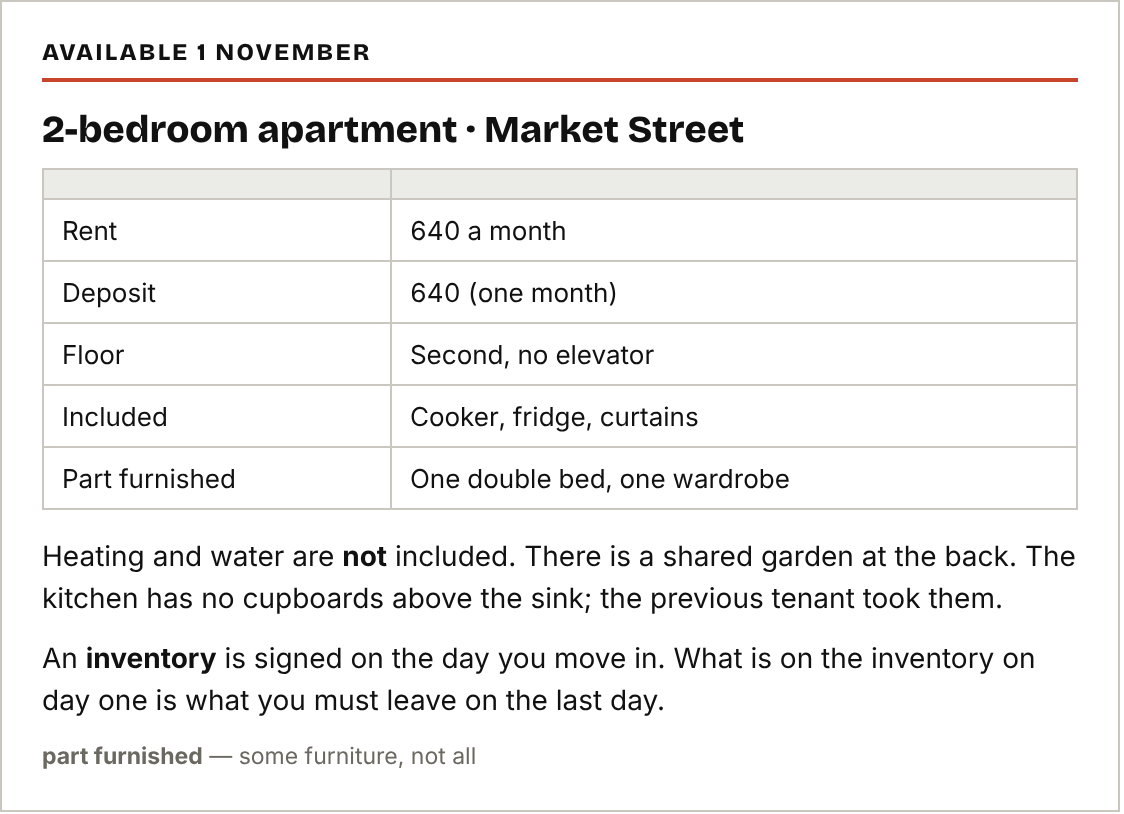 AVAILABLE 1 NOVEMBER
2-bedroom apartment · Market Street
Rent 640 a month
Deposit 640 (one month)
Floor Second, no elevator
Included Cooker, fridge, curtains
Part furnished One double bed, one wardrobe
Heating and water are not included. There is a shared garden at the back. The
kitchen has no cupboards above the sink; the previous tenant took them.
An inventory is signed on the day you move in. What is on the inventory on
day one is what you must leave on the last day.
part furnished — some furniture, not all